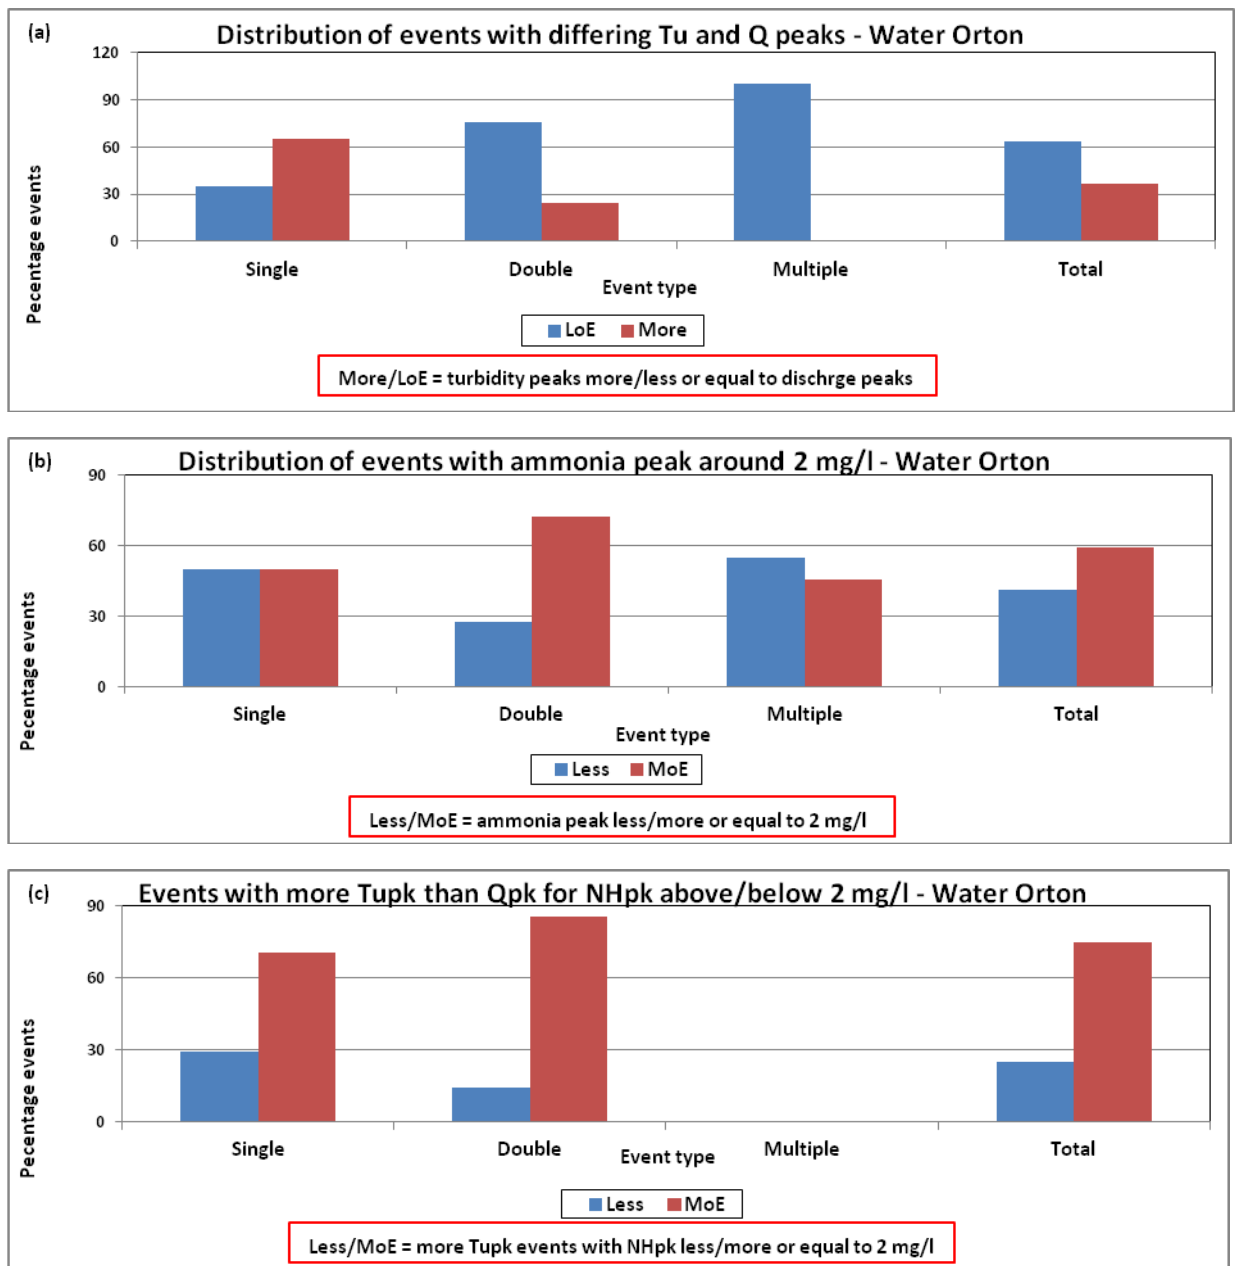 (a)
Distribution of events with differing Tu and Q peaks - Water Orton
Pecentage events
120
90
60
30
0
Single Double Multiple Total
Event type
LoE More
More/LoE = turbidity peaks more/less or equal to dischrge peaks
(b)
Distribution of events with ammonia peak around 2 mg/l - Water Orton
Pecentage events
90
60
30
0
Single Double Multiple Total
Event type
Less MoE
Less/MoE = ammonia peak less/more or equal to 2 mg/l
(c)
Events with more Tupk than Qpk for NHpk above/below 2 mg/l - Water Orton
Pecentage events
90
60
30
0
Single Double Multiple Total
Event type
Less MoE
Less/MoE = more Tupk events with NHpk less/more or equal to 2 mg/l